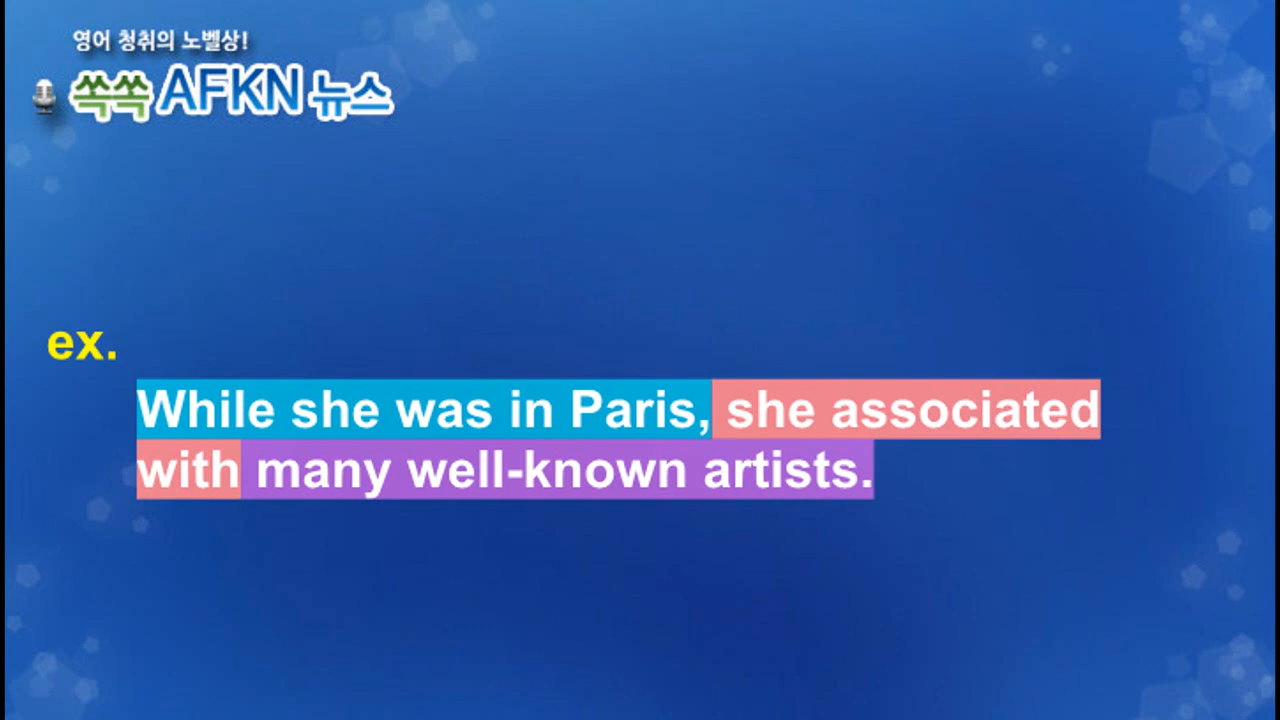 영어 청취의 노벨상!
쏙쏙 AFKN 뉴스
ex.
While she was in Paris, she associated
with many well-known artists.